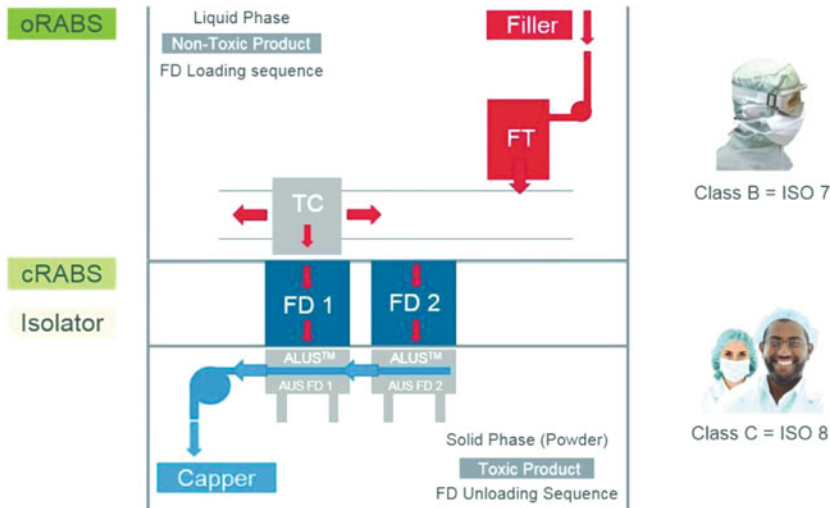 oRABS
Liquid Phase
Non-Toxic Product
FD Loading sequence
Filler
FT
TC
Class B = ISO 7
cRABS
Isolator
FD 1
FD 2
ALUS™
ALUS™
AUS FD 1
AUS FD 2
Capper
Solid Phase (Powder)
Toxic Product
FD Unloading Sequence
Class C = ISO 8